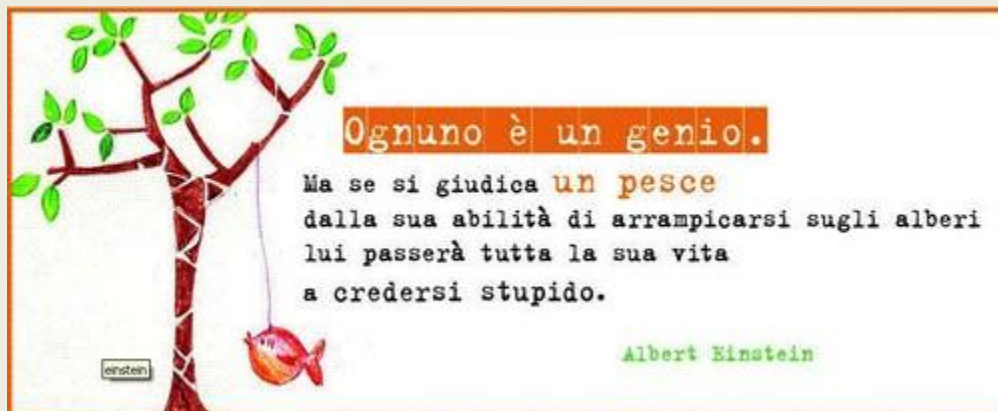 Ognuno è un genio.
Ma se si giudica un pesce
dalla sua abilità di arrampicarsi sugli alberi
lui passerà tutta la sua vita
a credersi stupido.
Albert Einstein
einstein